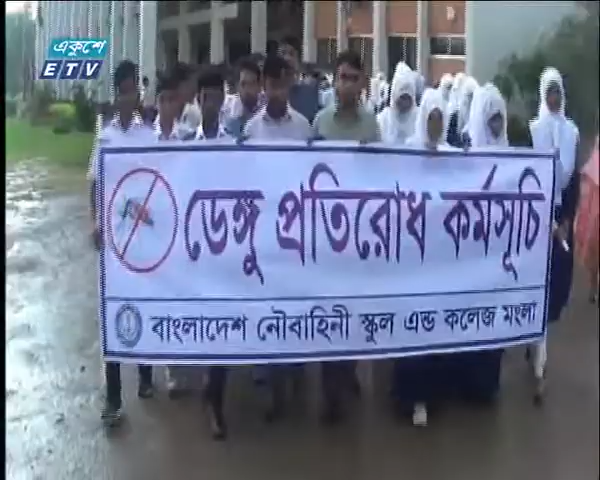 একুশে
ETV
ডেঙ্গু প্রতিরোধ কর্মসূচি
বাংলাদেশ নৌবাহিনী স্কুল এন্ড কলেজ মংলা